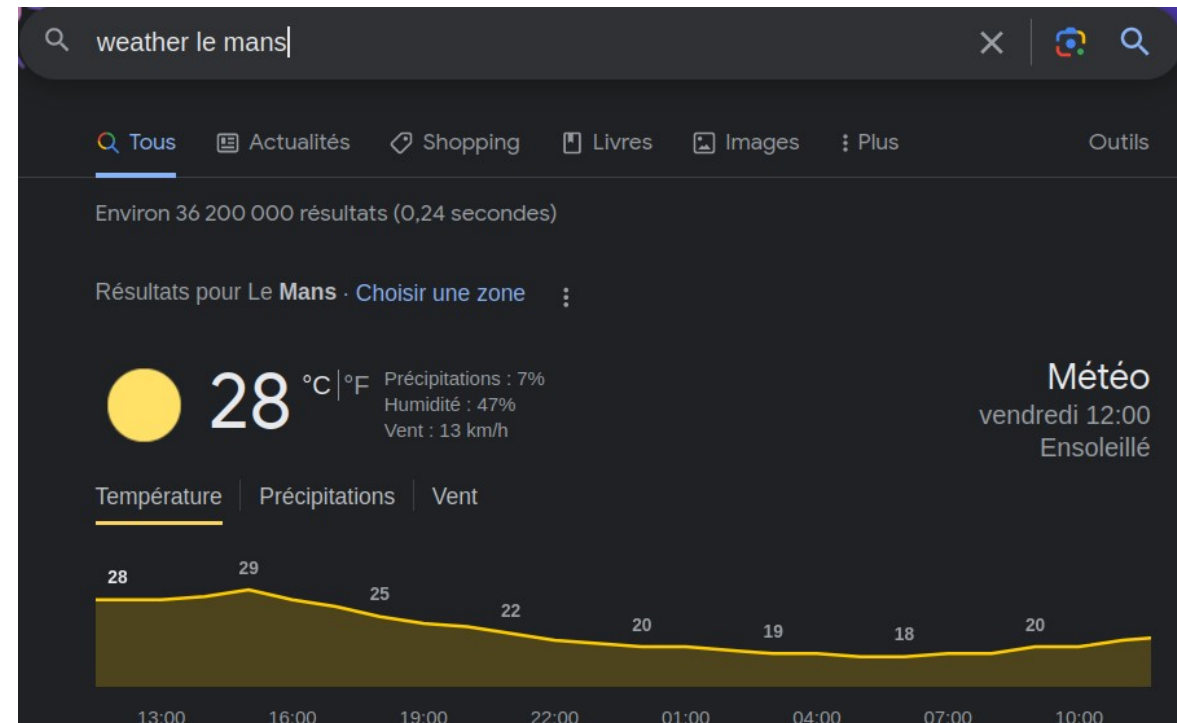 weather le mans
Tous Actualités Shopping Livres Images Plus Outils
Environ 36 200 000 résultats (0,24 secondes)
Résultats pour Le Mans · Choisir une zone
28 °C|°F
Précipitations : 7%
Humidité : 47%
Vent : 13 km/h
Météo
vendredi 12:00
Ensoleillé
Température Précipitations Vent
28 29 25 22 20 19 18 20
13:00 16:00 19:00 22:00 01:00 04:00 07:00 10:00